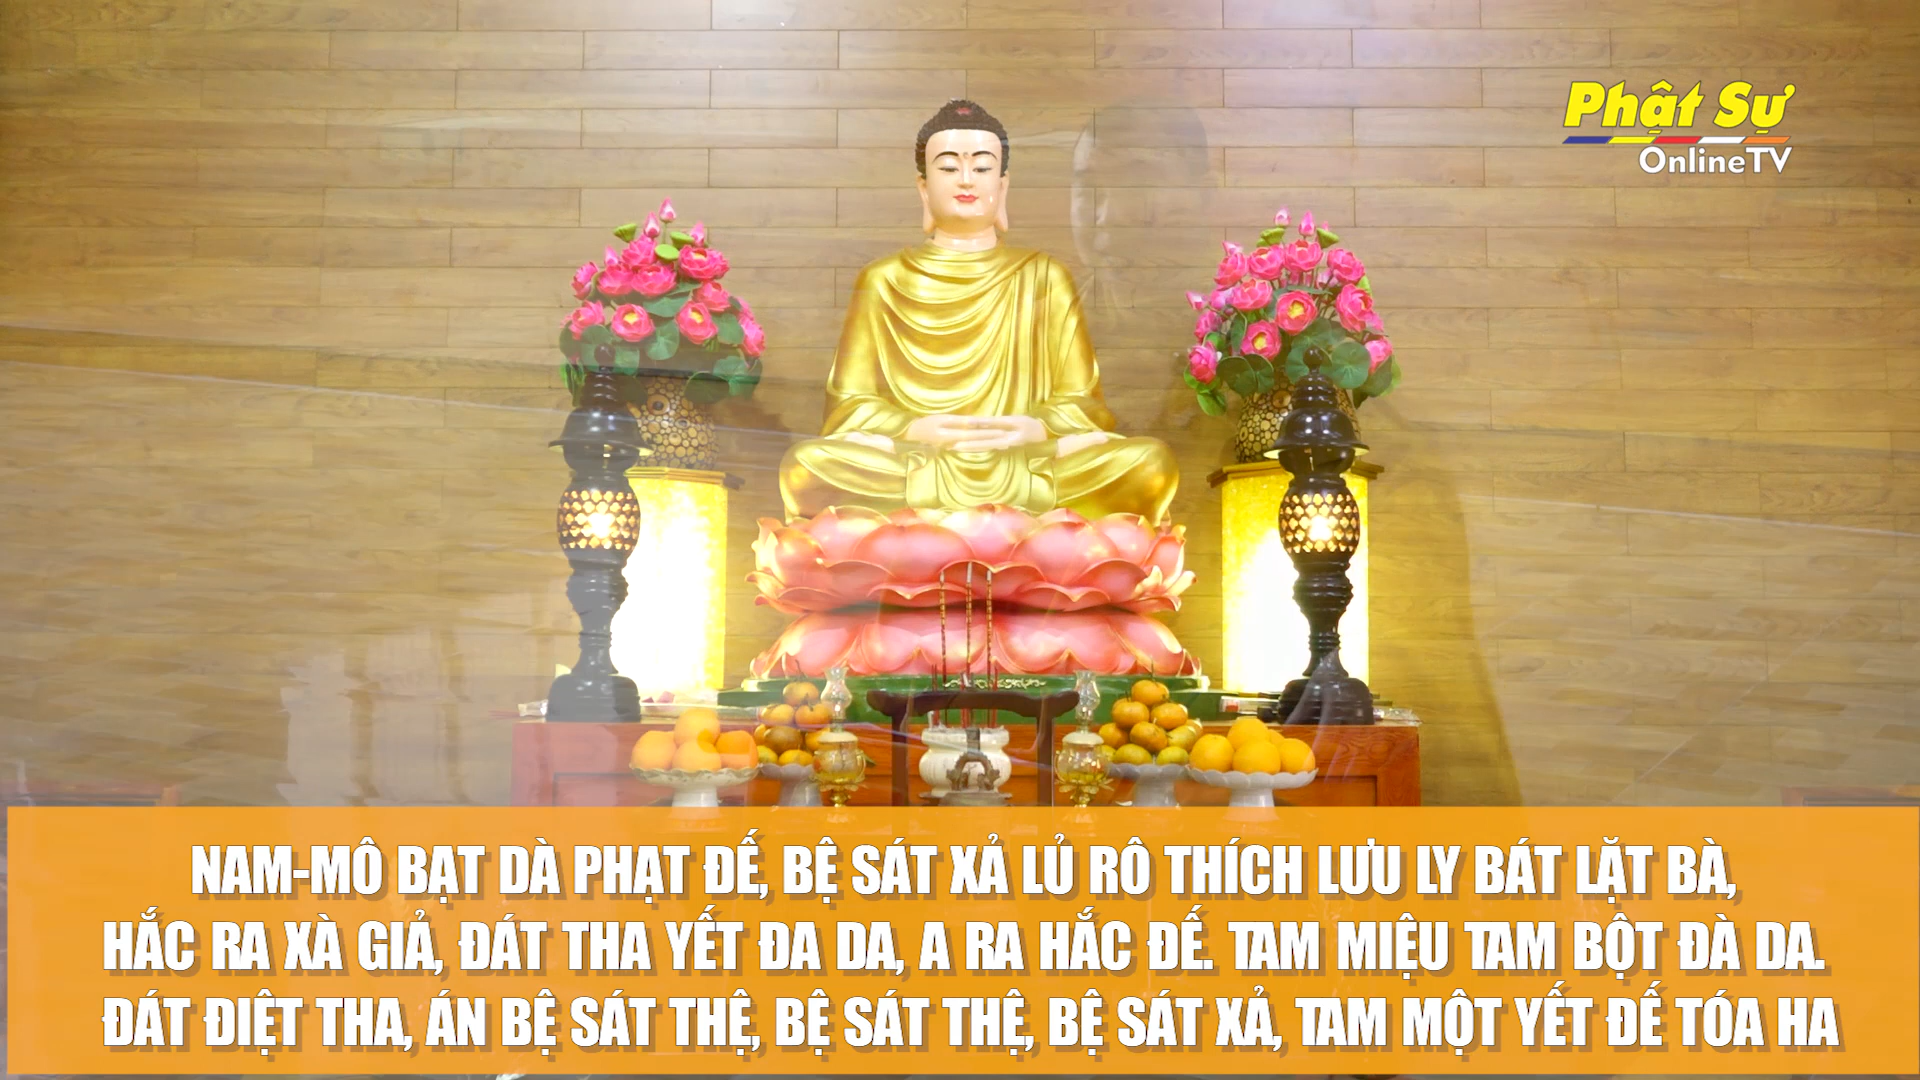 Phật Sự
OnlineTV
NAM-MÔ BẠT DÀ PHẠT ĐẾ, BỆ SÁT XẢ LỦ RÔ THÍCH LƯU LY BÁT LẶT BÀ,
HẮC RA XÀ GIẢ, ĐÁT THA YẾT ĐA DA, A RA HẮC ĐẾ. TAM MIỆU TAM BỘT ĐÀ DA.
ĐÁT ĐIỆT THA, ÁN BỆ SÁT THỆ, BỆ SÁT THỆ, BỆ SÁT XẢ, TAM MỘT YẾT ĐẾ TÓA HA